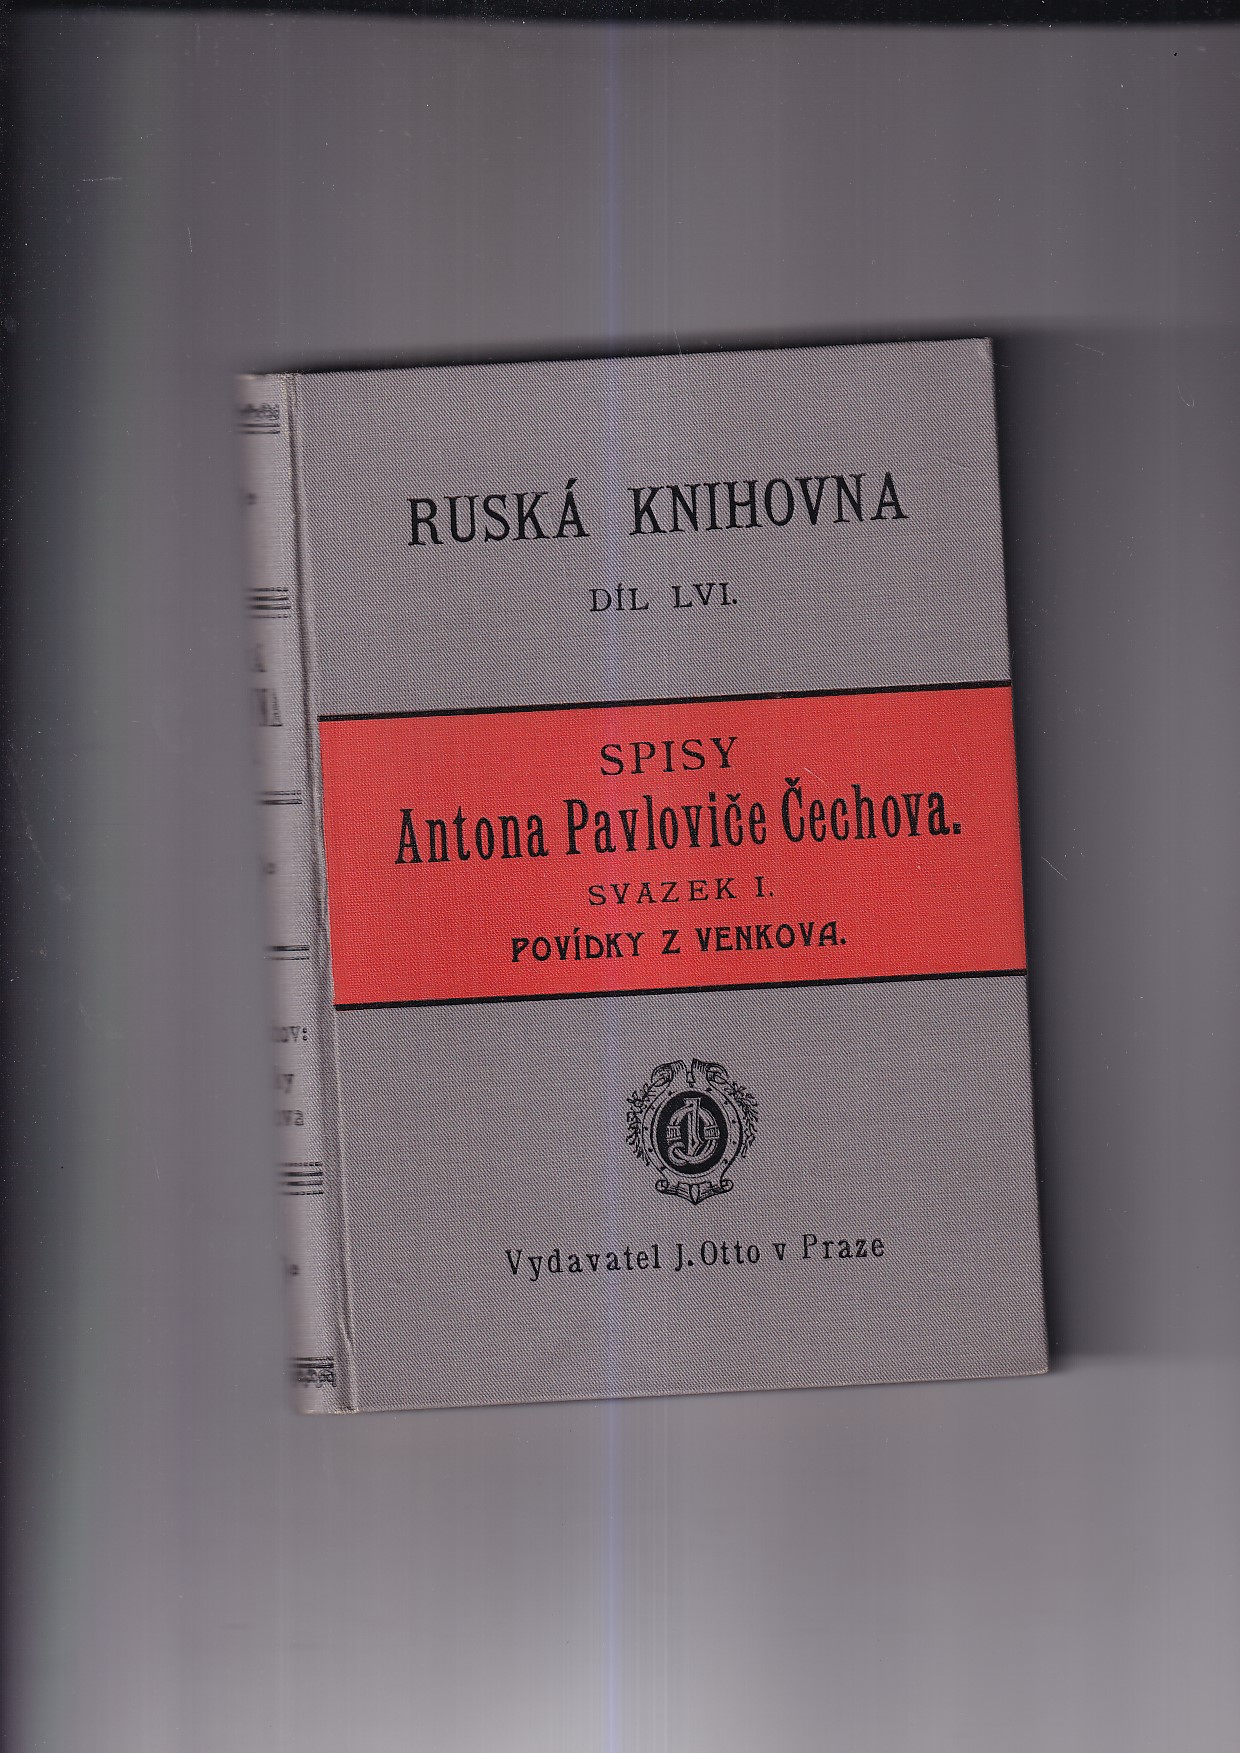 RUSKÁ KNIHOVNA
DÍL LVI.
SPISY
Antona Pavloviče Čechova.
SVAZEK I.
POVÍDKY Z VENKOVA.
Vydavatel J. Otto v Praze